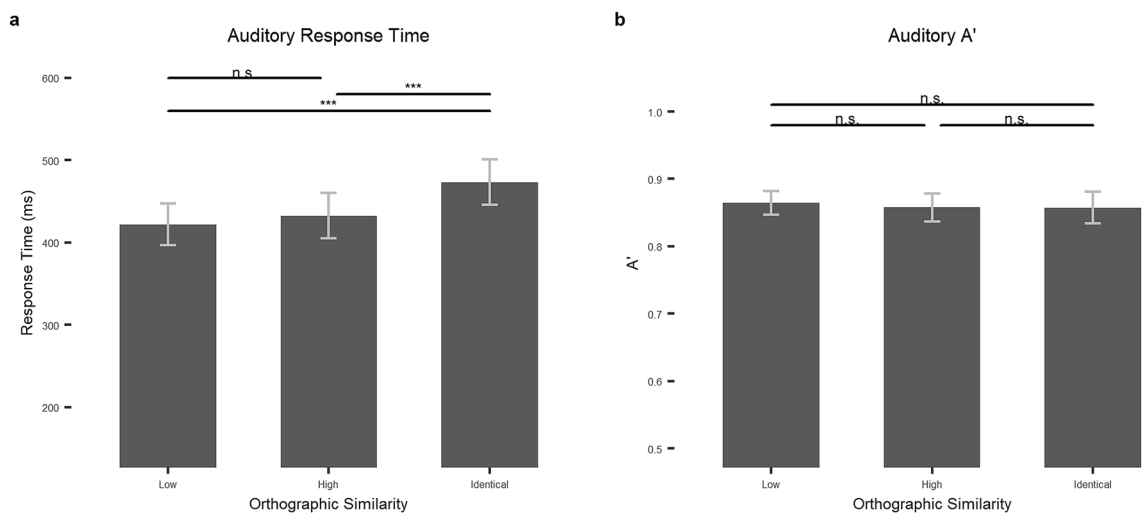 a
Auditory Response Time
n s
***
***
600
500
400
300
200
Response Time (ms)
Low
High
Identical
Orthographic Similarity
b
Auditory A'
n.s.
n.s.
n.s.
1.0
0.9
0.8
0.7
0.6
0.5
A'
Low
High
Identical
Orthographic Similarity